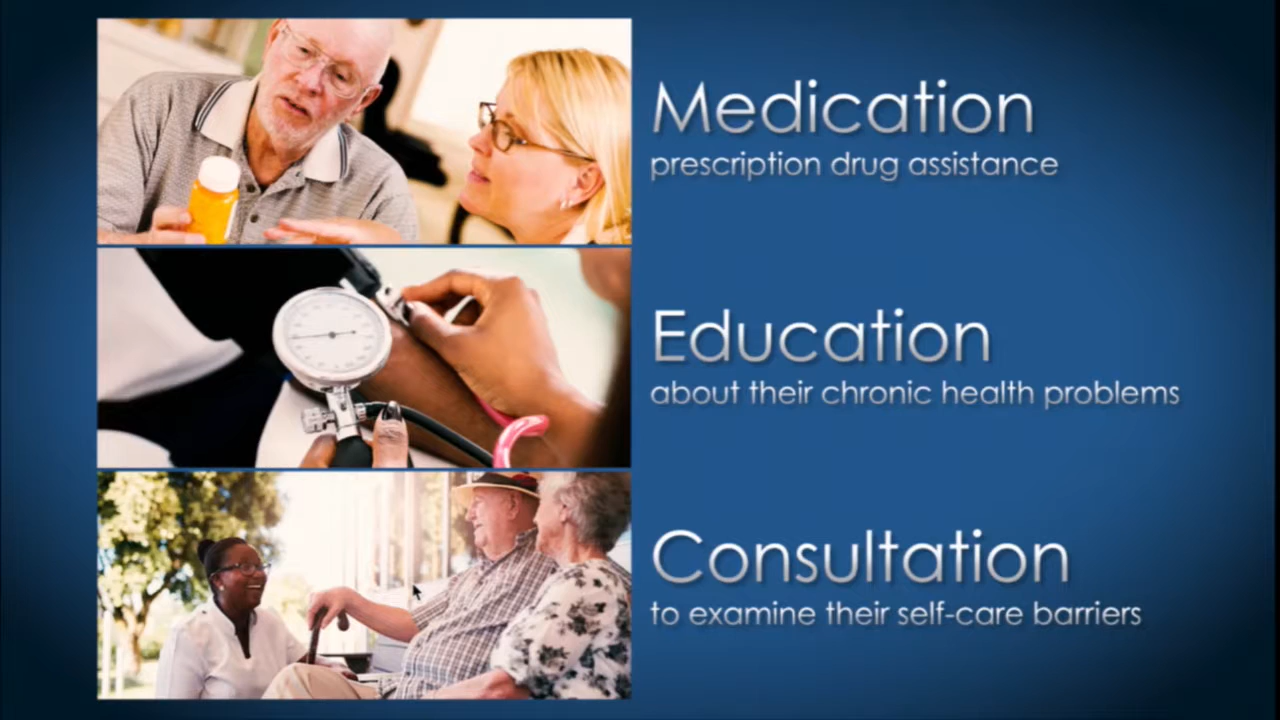 Medication
prescription drug assistance
Education
about their chronic health problems
Consultation
to examine their self-care barriers